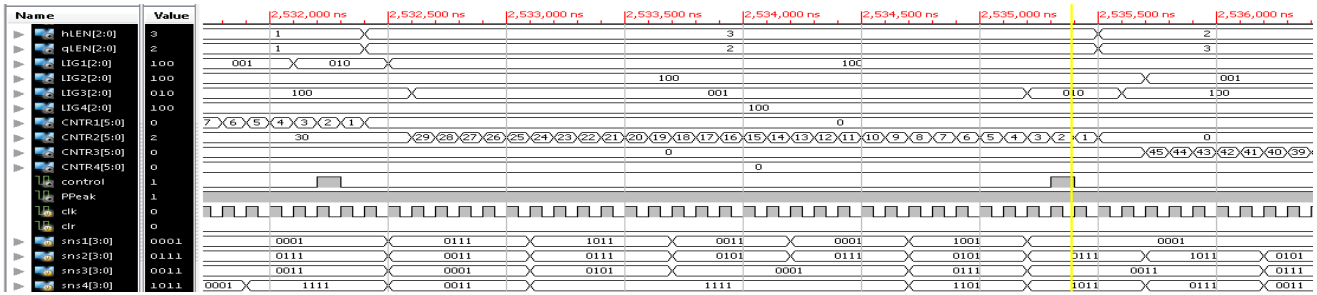 Name Value 2,532,000 ns 2,532,500 ns 2,533,000 ns 2,533,500 ns 2,534,000 ns 2,534,500 ns 2,535,000 ns 2,535,500 ns 2,536,000 ns
hLEN[2:0] 3 1 3 2
qLEN[2:0] 2 1 2 3
LIG1[2:0] 100 001 010 100
LIG2[2:0] 100 100 001
LIG3[2:0] 010 100 001 010 100
LIG4[2:0] 100 100
CNTR1[5:0] 0 7 6 5 4 3 2 1 0
CNTR2[5:0] 2 30 29 28 27 26 25 24 23 22 21 20 19 18 17 16 15 14 13 12 11 10 9 8 7 6 5 4 3 2 1 0
CNTR3[5:0] 0 0 45 44 43 42 41 40 39
CNTR4[5:0] 0 0
control 1
PPeak 1
clk 0
clr 0
sns1[3:0] 0001 0001 0111 1011 0011 0001 1001 0001
sns2[3:0] 0111 0111 0011 0111 0101 0111 0101 0111 1011 0101
sns3[3:0] 0011 0011 0001 0101 0001 0111 0011 0101
sns4[3:0] 1011 0001 1111 0011 1111 1101 1011 0111 0011